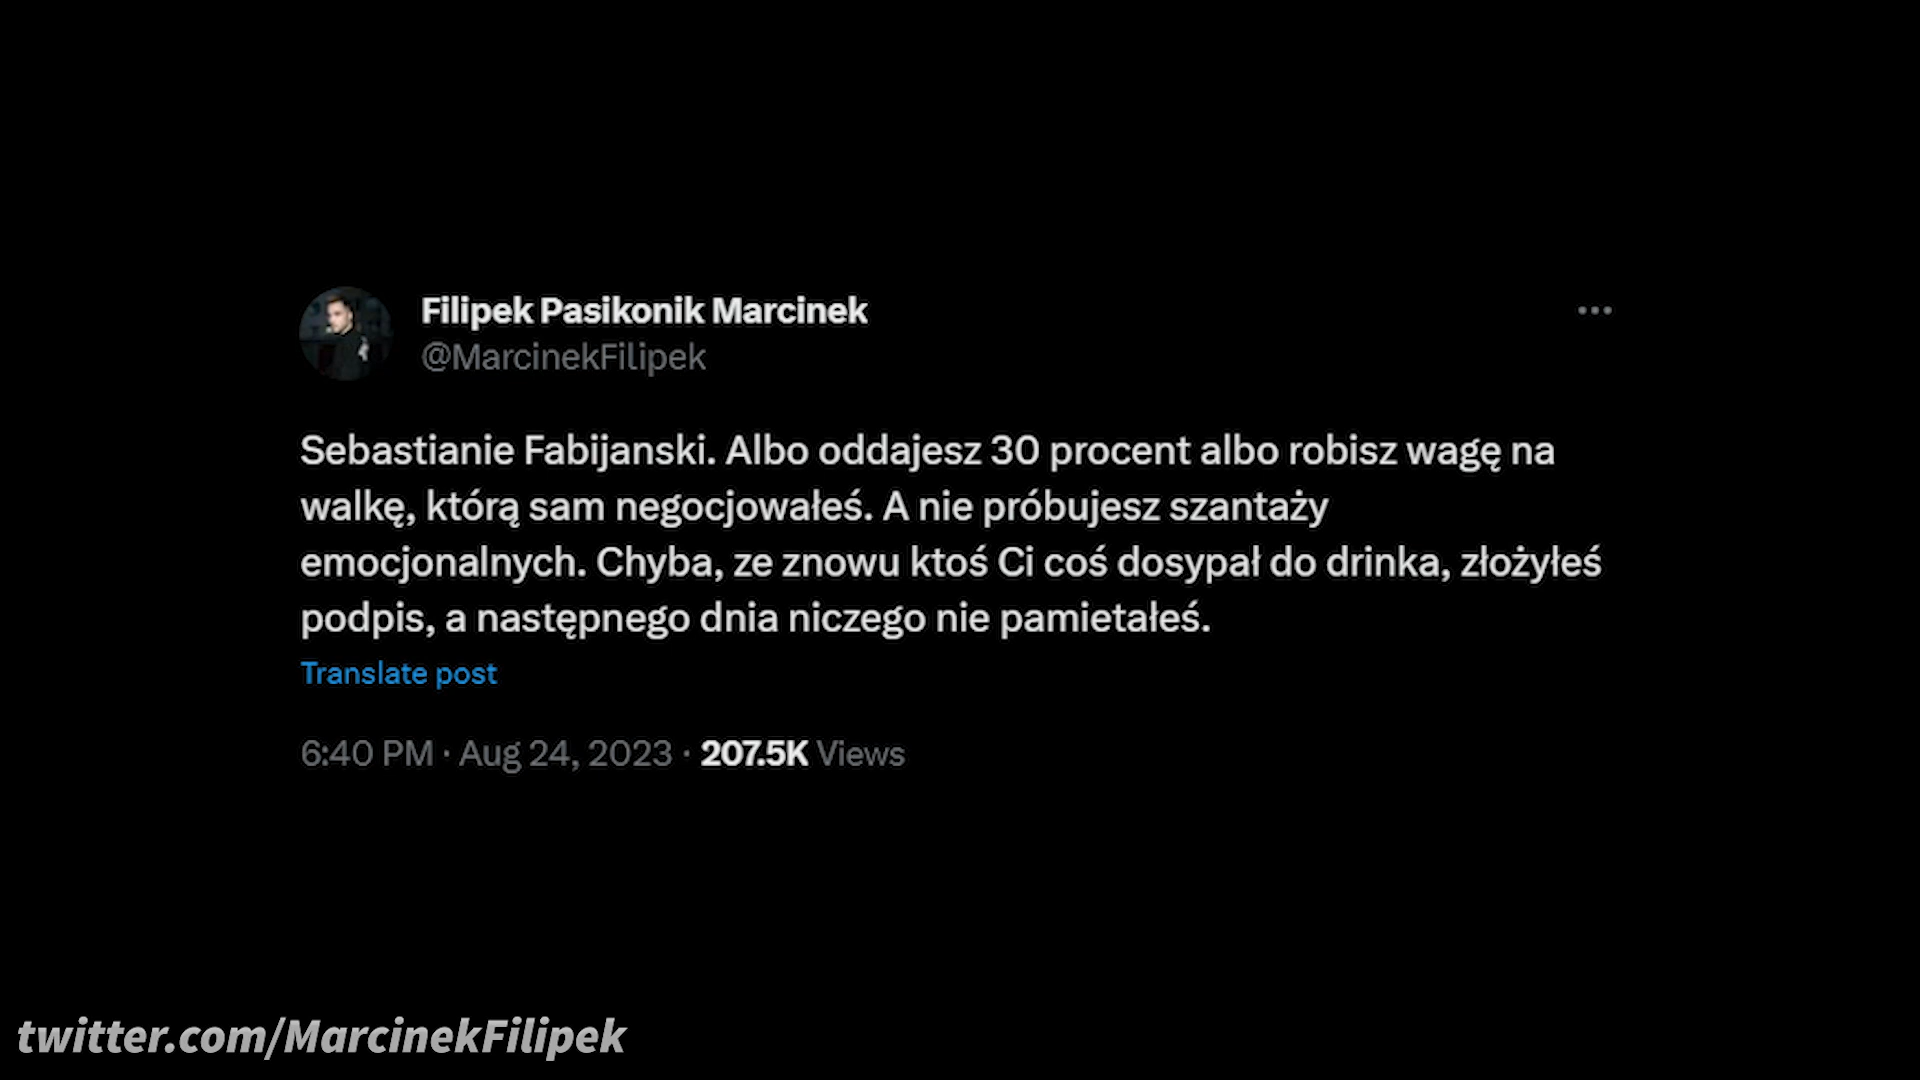 Filipek Pasikonik Marcinek
@MarcinekFilipek
Sebastianie Fabijanski. Albo oddajesz 30 procent albo robisz wagę na
walkę, którą sam negocjowałeś. A nie próbujesz szantaży
emocjonalnych. Chyba, ze znowu ktoś Ci coś dosypał do drinka, złożyłeś
podpis, a następnego dnia niczego nie pamietałeś.
Translate post
6:40 PM · Aug 24, 2023 · 207.5K Views
twitter.com/MarcinekFilipek